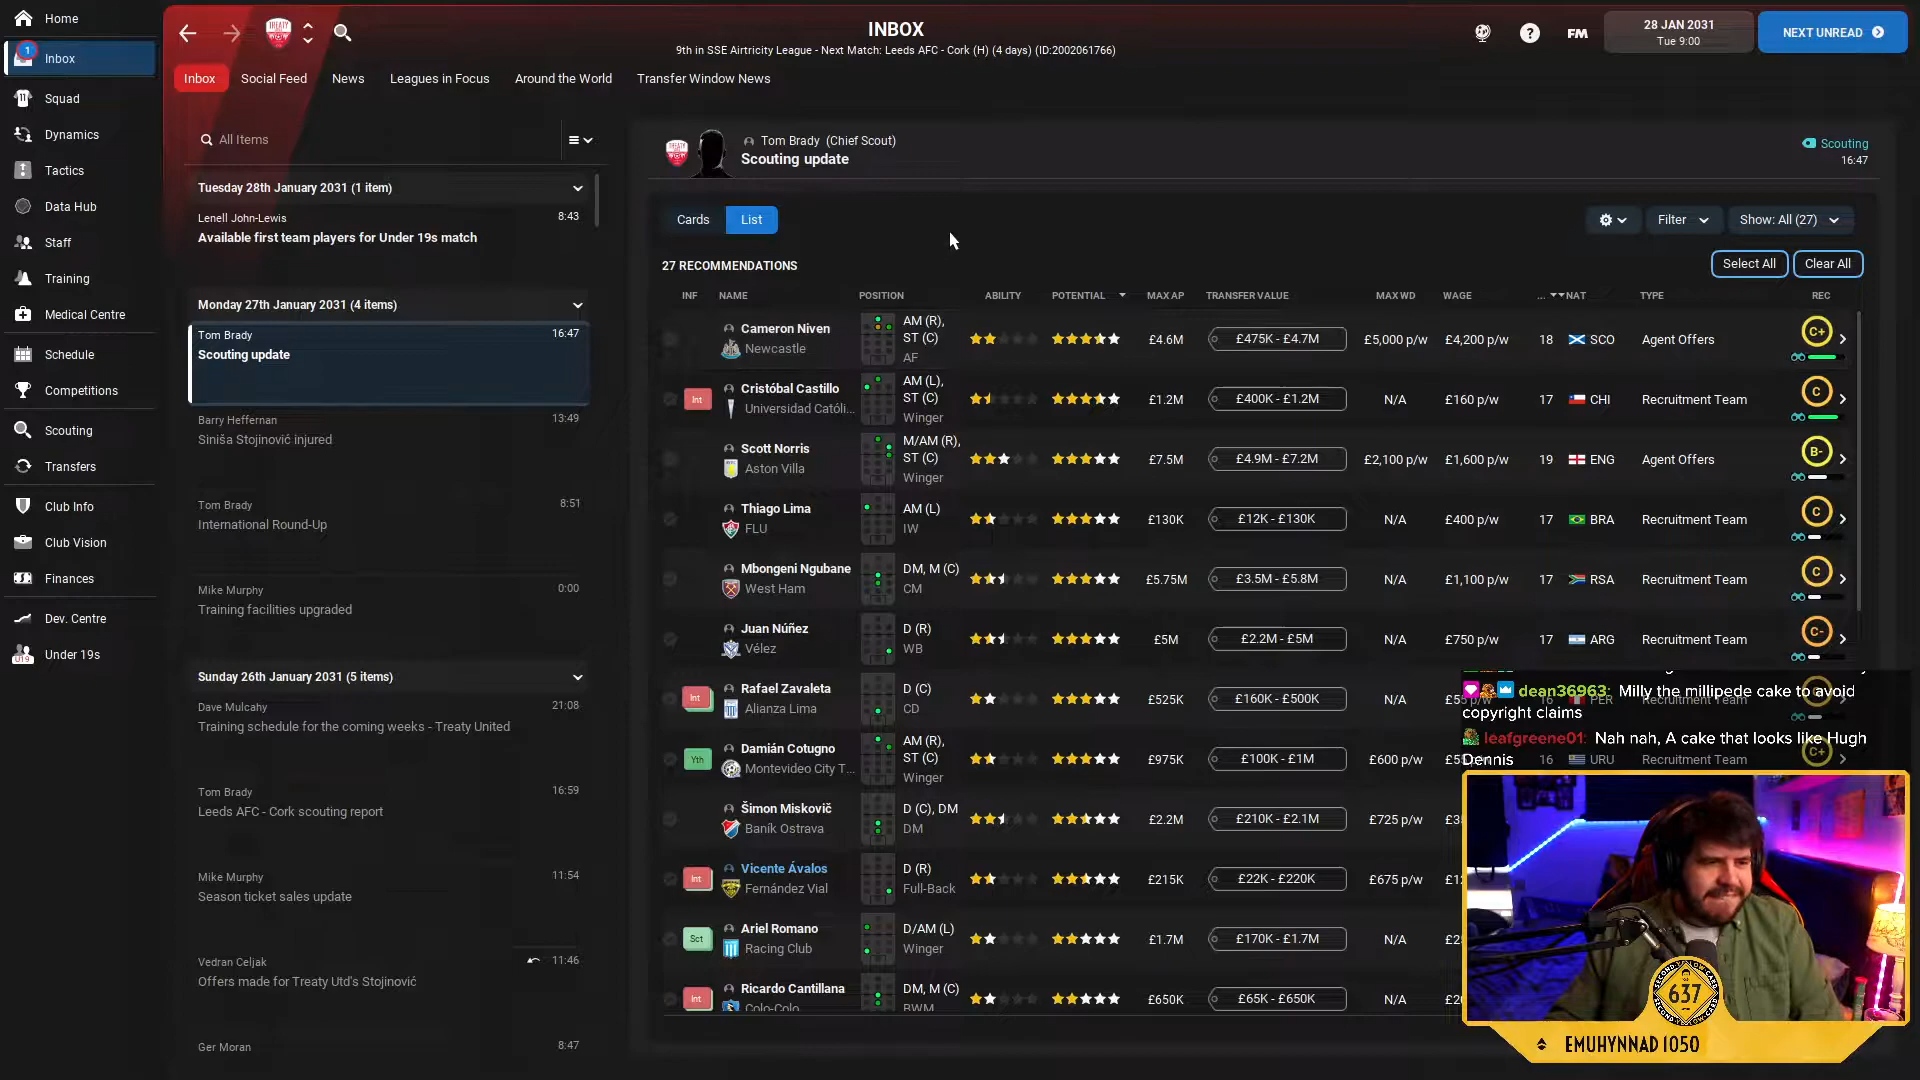 Home
Inbox
1
Squad
Dynamics
Tactics
Data Hub
Staff
Training
Medical Centre
Schedule
Competitions
Scouting
Transfers
Club Info
Club Vision
Finances
Dev. Centre
Under 19s
INBOX
9th in SSE Airtricity League - Next Match: Leeds AFC - Cork (H) (4 days) (ID:2002061766)
FM
28 JAN 2031
Tue 9:00
NEXT UNREAD
Inbox Social Feed News Leagues in Focus Around the World Transfer Window News
All Items
Tuesday 28th January 2031 (1 item)
Lenell John-Lewis 8:43
Available first team players for Under 19s match
Monday 27th January 2031 (4 items)
Tom Brady 16:47
Scouting update
Barry Heffernan 13:49
Siniša Stojinović injured
Tom Brady 8:51
International Round-Up
Mike Murphy 0:00
Training facilities upgraded
Sunday 26th January 2031 (5 items)
Dave Mulcahy 21:08
Training schedule for the coming weeks - Treaty United
Tom Brady 16:59
Leeds AFC - Cork scouting report
Mike Murphy 11:54
Season ticket sales update
Vedran Celjak 11:46
Offers made for Treaty Utd's Stojinović
Ger Moran 8:47
Tom Brady (Chief Scout)
Scouting update
Scouting
16:47
Cards List
Filter Show: All (27)
27 RECOMMENDATIONS
Select All Clear All
INF NAME POSITION ABILITY POTENTIAL MAX AP TRANSFER VALUE MAX WD WAGE ... NAT TYPE REC
Cameron Niven
Newcastle
AM (R),
ST (C)
AF
£4.6M £475K - £4.7M £5,000 p/w £4,200 p/w 18 SCO Agent Offers C+
Int
Cristóbal Castillo
Universidad Católi...
AM (L),
ST (C)
Winger
£1.2M £400K - £1.2M N/A £160 p/w 17 CHI Recruitment Team C
Scott Norris
Aston Villa
M/AM (R),
ST (C)
Winger
£7.5M £4.9M - £7.2M £2,100 p/w £1,600 p/w 19 ENG Agent Offers B-
Thiago Lima
FLU
AM (L)
IW
£130K £12K - £130K N/A £400 p/w 17 BRA Recruitment Team C
Mbongeni Ngubane
West Ham
DM, M (C)
CM
£5.75M £3.5M - £5.8M N/A £1,100 p/w 17 RSA Recruitment Team C
Juan Núñez
Vélez
D (R)
WB
£5M £2.2M - £5M N/A £750 p/w 17 ARG Recruitment Team C-
Int
Rafael Zavaleta
Alianza Lima
D (C)
CD
£525K £160K - £500K N/A 16 PER Recruitment Team
Yth
Damián Cotugno
Montevideo City T...
AM (R),
ST (C)
Winger
£975K £100K - £1M £600 p/w 16 URU Recruitment Team C+
Šimon Miskovič
Baník Ostrava
D (C), DM
DM
£2.2M £210K - £2.1M £725 p/w
Int
Vicente Ávalos
Fernández Vial
D (R)
Full-Back
£215K £22K - £220K £675 p/w
Sct
Ariel Romano
Racing Club
D/AM (L)
Winger
£1.7M £170K - £1.7M N/A
Int
Ricardo Cantillana
Colo-Colo
DM, M (C)
BWM
£650K £65K - £650K N/A
dean36963: Milly the millipede cake to avoid
copyright claims
leafgreene01: Nah nah, A cake that looks like Hugh
Dennis
SECOND YELLOW CARD
637
EMUHYNNAD 1050